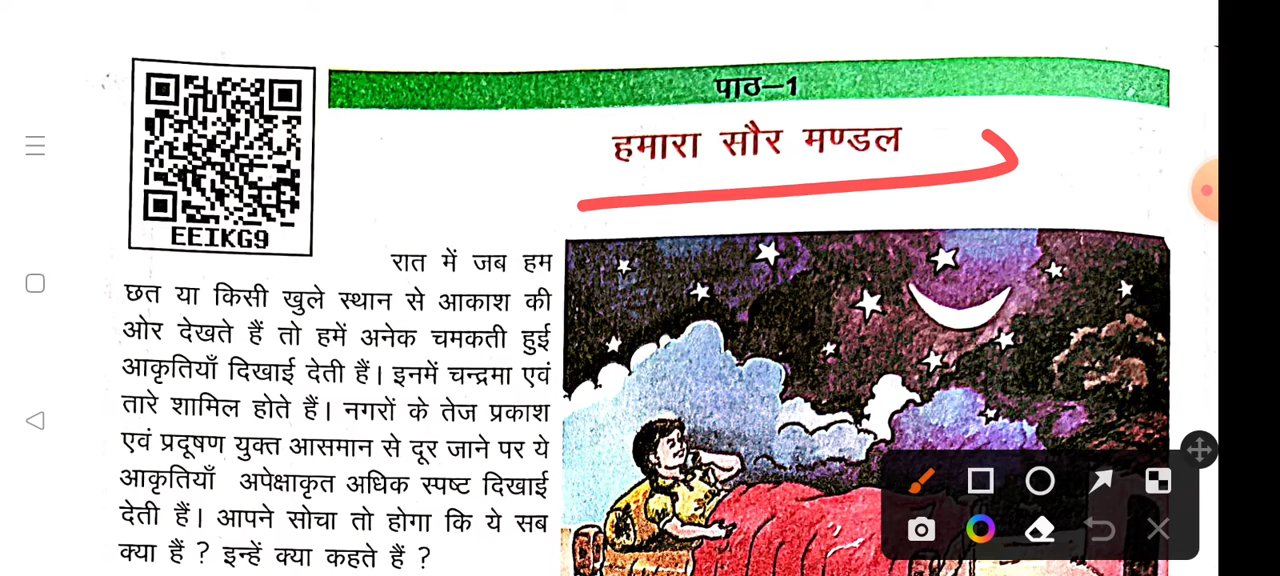 पाठ–1
हमारा सौर मण्डल
EEIKG9
रात में जब हम
छत या किसी खुले स्थान से आकाश की
ओर देखते हैं तो हमें अनेक चमकती हुई
आकृतियाँ दिखाई देती हैं। इनमें चन्द्रमा एवं
तारे शामिल होते हैं। नगरों के तेज प्रकाश
एवं प्रदूषण युक्त आसमान से दूर जाने पर ये
आकृतियाँ अपेक्षाकृत अधिक स्पष्ट दिखाई
देती हैं। आपने सोचा तो होगा कि ये सब
क्या हैं ? इन्हें क्या कहते हैं ?